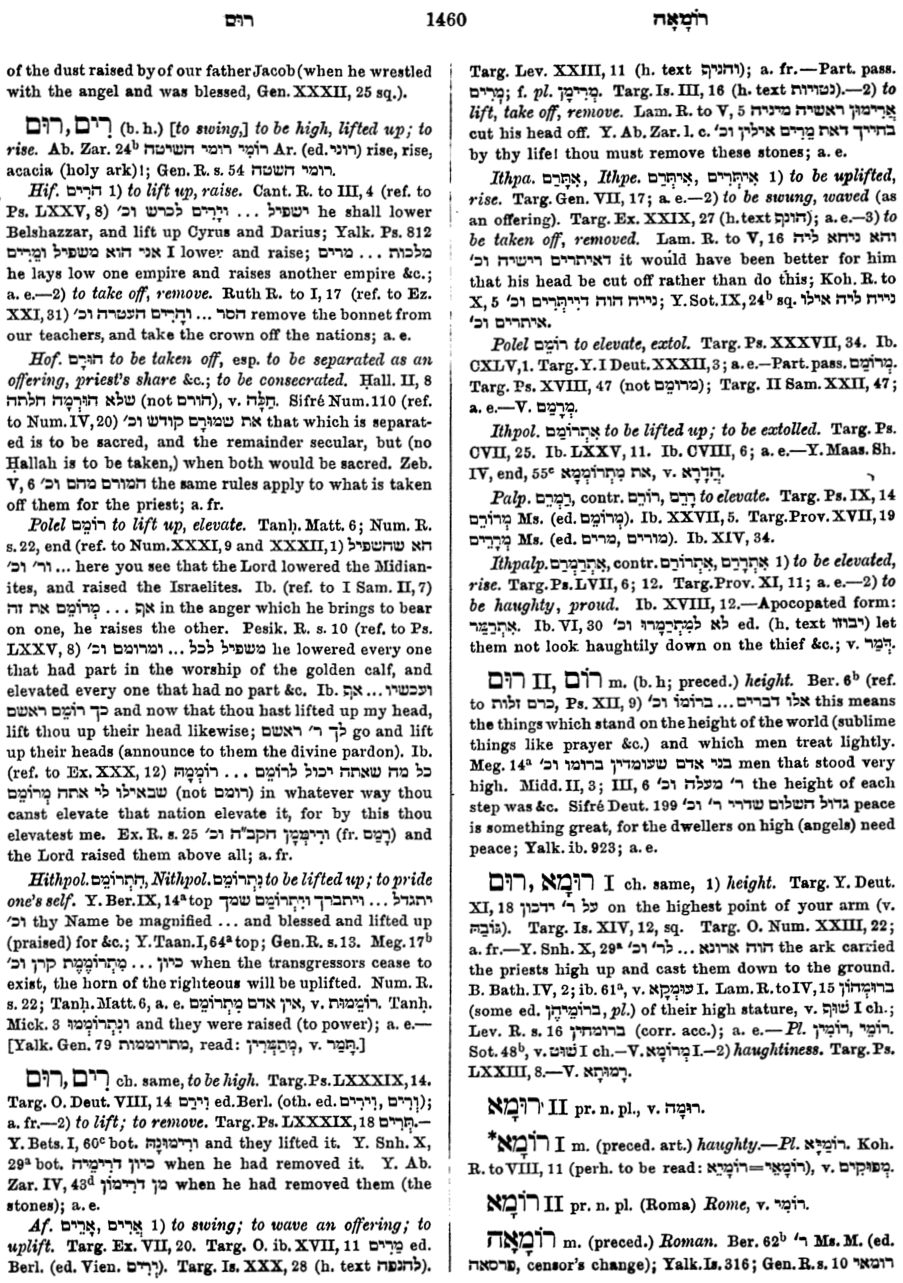 רום
1460
רוֹמָאָה
of the dust raised by of our father Jacob (when he wrestled
with the angel and was blessed, Gen. XXXII, 25 sq.).
רִים, רוּם (b. h.) [to swing,] to be high, lifted up; to
rise. Ab. Zar. 24ᵇ רוֹמִי רומי השיטה Ar. (ed. רוני) rise, rise,
acacia (holy ark)!; Gen. R. s. 54 רומי השטה.
Hif. הֵרִים 1) to lift up, raise. Cant. R. to III, 4 (ref. to
Ps. LXXV, 8) ישפיל ... וְיָרִים לכרש וכ׳ he shall lower
Belshazzar, and lift up Cyrus and Darius; Yalk. Ps. 812
אני הוא משפיל וּמֵרִים I lower and raise; מלכות ... מרים
he lays low one empire and raises another empire &c.;
a. e.—2) to take off, remove. Ruth R. to I, 17 (ref. to Ez.
XXI, 31) הסר ... וְהָרִים העטרה וכ׳ remove the bonnet from
our teachers, and take the crown off the nations; a. e.
Hof. הוּרָם to be taken off, esp. to be separated as an
offering, priest's share &c.; to be consecrated. Ḥall. II, 8
שלא הוּרְמָה חלתה (not הורם), v. חַלָּה. Sifré Num. 110 (ref.
to Num. IV, 20) את שמוּרָם קודש וכ׳ that which is separat-
ed is to be sacred, and the remainder secular, but (no
Ḥallah is to be taken,) when both would be sacred. Zeb.
V, 6 המורם מהם וכ׳ the same rules apply to what is taken
off them for the priest; a. fr.
Polel רוֹמֵם to lift up, elevate. Tanḥ. Matt. 6; Num. R.
s. 22, end (ref. to Num. XXXI, 9 and XXXII, 1) הא שהשפיל
... ור׳ וכ׳ here you see that the Lord lowered the Midian-
ites, and raised the Israelites. Ib. (ref. to I Sam. II, 7)
אף ... מְרוֹמֵם את זה in the anger which he brings to bear
on one, he raises the other. Pesik. R. s. 10 (ref. to Ps.
LXXV, 8) משפיל לכל ... ומרומם וכ׳ he lowered every one
that had part in the worship of the golden calf, and
elevated every one that had no part &c. Ib. ועכשיו ... אף
כך רוֹמֵם ראשם and now that thou hast lifted up my head,
lift thou up their head likewise; לך ר׳ ראשם go and lift
up their heads (announce to them the divine pardon). Ib.
(ref. to Ex. XXX, 12) כל מה שאתה יכול לרוֹמֵם ... רוֹמְמָהּ
שבאילו לי אתה מְרוֹמֵם (not רומם) in whatever way thou
canst elevate that nation elevate it, for by this thou
elevatest me. Ex. R. s. 25 וְרִימְּמָן הקב״ה וכ׳ (fr. רָמַם) and
the Lord raised them above all; a. fr.
Hithpol. הִתְרוֹמֵם, Nithpol. נִתְרוֹמֵם to be lifted up; to pride
one's self. Y. Ber. IX, 14ᵃ top יתגדל ... ויתברך וְיִתְרוֹמֵם שמך
וכ׳ thy Name be magnified ... and blessed and lifted up
(praised) for &c.; Y. Taan. I, 64ᵃ top; Gen. R. s. 13. Meg. 17ᵇ
כיון ... מִתְרוֹמֶמֶת קרן וכ׳ when the transgressors cease to
exist, the horn of the righteous will be uplifted. Num. R.
s. 22; Tanḥ. Matt. 6, a. e. אין אדם מִתְרוֹמֵם, v. רוֹמְמוּת. Tanḥ.
Mick. 3 וְנִתְרוֹמְמוּ and they were raised (to power); a. e.—
[Yalk. Gen. 79 מתרוממות, read: מְתַמְּרִין, v. תָּמַר.]
רִים, רוּם ch. same, to be high. Targ. Ps. LXXXIX, 14.
Targ. O. Deut. VIII, 14 וִירֵם ed. Berl. (oth. ed. וְיָרִים, וִרִים);
a. fr.—2) to lift; to remove. Targ. Ps. LXXXIX, 18 תְּרִים.—
Y. Bets. I, 60ᶜ bot. וְרִימוּנָהּ and they lifted it. Y. Snh. X,
29ᵃ bot. כיון דְרִימֵיהּ when he had removed it. Y. Ab.
Zar. IV, 43ᵈ מן דְרִימוֹן when he had removed them (the
stones); a. e.
Af. אֲרִים, אָרֵים 1) to swing; to wave an offering; to
uplift. Targ. Ex. VII, 20. Targ. O. ib. XVII, 11 מָרִים ed.
Berl. (ed. Vien. יְרִים). Targ. Is. XXX, 28 (h. text להנפה).
Targ. Lev. XXIII, 11 (h. text והניף); a. fr.—Part. pass.
מָרִים; f. pl. מְרִימָן. Targ. Is. III, 16 (h. text נטויות).—2) to
lift, take off, remove. Lam. R. to V, 5 אֲרִימוּן ראשיה מיניה
cut his head off. Y. Ab. Zar. l. c. בחייך דאת מֵרִים אילין וכ׳
by thy life! thou must remove these stones; a. e.
Ithpa. אִתָּרַם, Ithpe. אִיתְּרִים, אִיתְּרַם 1) to be uplifted,
rise. Targ. Gen. VII, 17; a. e.—2) to be swung, waved (as
an offering). Targ. Ex. XXIX, 27 (h. text הונף); a. e.—3) to
be taken off, removed. Lam. R. to V, 16 והא ניחא ליה
דאיתרים רישיה וכ׳ it would have been better for him
that his head be cut off rather than do this; Koh. R. to
X, 5 נייח הוה דְיִיתְּרִים וכ׳; Y. Sot. IX, 24ᵇ sq. נייח ליה אילו
איתרים וכ׳.
Polel רוֹמֵם to elevate, extol. Targ. Ps. XXXVII, 34. Ib.
CXLV, 1. Targ. Y. I Deut. XXXII, 3; a. e.—Part. pass. מְרוֹמַם.
Targ. Ps. XVIII, 47 (not מרומם); Targ. II Sam. XXII, 47;
a. e.—V. מְרָמַם.
Ithpol. אִתְרוֹמַם to be lifted up; to be extolled. Targ. Ps.
CVII, 25. Ib. LXXV, 11. Ib. CVIII, 6; a. e.—Y. Maas. Sh.
IV, end, 55ᶜ את מִתְרוֹמְמָא, v. חֲדָרָא.
Palp. רַמְרֵם, contr. רוֹרֵם, רָרֵם to elevate. Targ. Ps. IX, 14
מְרוֹרֵם Ms. (ed. מְרוֹמֵם). Ib. XXVII, 5. Targ. Prov. XVII, 19
מְרָרֵים Ms. (ed. מורים, מרים). Ib. XIV, 34.
Ithpalp. אִתְרַמְרַם, contr. אִתְרוֹרַם, אִתְרָרַם 1) to be elevated,
rise. Targ. Ps. LVII, 6; 12. Targ. Prov. XI, 11; a. e.—2) to
be haughty, proud. Ib. XVIII, 12.—Apocopated form:
אִתְרַמַּר. Ib. VI, 30 לא לְמִתְרַמָּרוּ וכ׳ ed. (h. text יבוזו) let
them not look haughtily down on the thief &c.; v. דְּמַר.
רוּם II, רוֹם m. (b. h; preced.) height. Ber. 6ᵇ (ref.
to כרם זלות, Ps. XII, 9) אלו דברים ... ברוֹמוֹ וכ׳ this means
the things which stand on the height of the world (sublime
things like prayer &c.) and which men treat lightly.
Meg. 14ᵃ בני אדם שעומדין ברומו וכ׳ men that stood very
high. Midd. II, 3; III, 6 ר׳ מעלה וכ׳ the height of each
step was &c. Sifré Deut. 199 גדול השלום שדרי ר׳ וכ׳ peace
is something great, for the dwellers on high (angels) need
peace; Yalk. ib. 923; a. e.
רוּמָא, רוּם I ch. same, 1) height. Targ. Y. Deut.
XI, 18 על ר׳ ידכון on the highest point of your arm (v.
גּוֹבַהּ). Targ. Is. XIV, 12, sq. Targ. O. Num. XXIII, 22;
a. fr.—Y. Snh. X, 29ᵃ הוה ארונא ... לר׳ וכ׳ the ark carried
the priests high up and cast them down to the ground.
B. Bath. IV, 2; ib. 61ᵃ, v. עוּמְקָא I. Lam. R. to IV, 15 ברוּמְהוֹן
(some ed. ברוֹמֵיהֶן, pl.) of their high stature, v. שׁוּף I ch.;
Lev. R. s. 16 ברומחין (corr. acc.); a. e.—Pl. רוֹמֵי, רוֹמִין.
Sot. 48ᵇ, v. שׁוּט I ch.—V. מְרוֹמָא I.—2) haughtiness. Targ. Ps.
LXXIII, 8.—V. רָמוּתָא.
רוּמָא II pr. n. pl., v. רוּמָה.
*רוֹמָא I m. (preced. art.) haughty.—Pl. רוֹמַיָּא. Koh.
R. to VIII, 11 (perh. to be read: רוֹמָאֵי=רוֹמָיֵא), v. מְפוּקִים.
רוֹמָא II pr. n. pl. (Roma) Rome, v. רוֹמִי.
רוֹמָאָה m. (preced.) Roman. Ber. 62ᵇ ר׳ Ms. M. (ed.
פרסאה, censor's change); Yalk. Is. 316; Gen. R. s. 10 רומאי